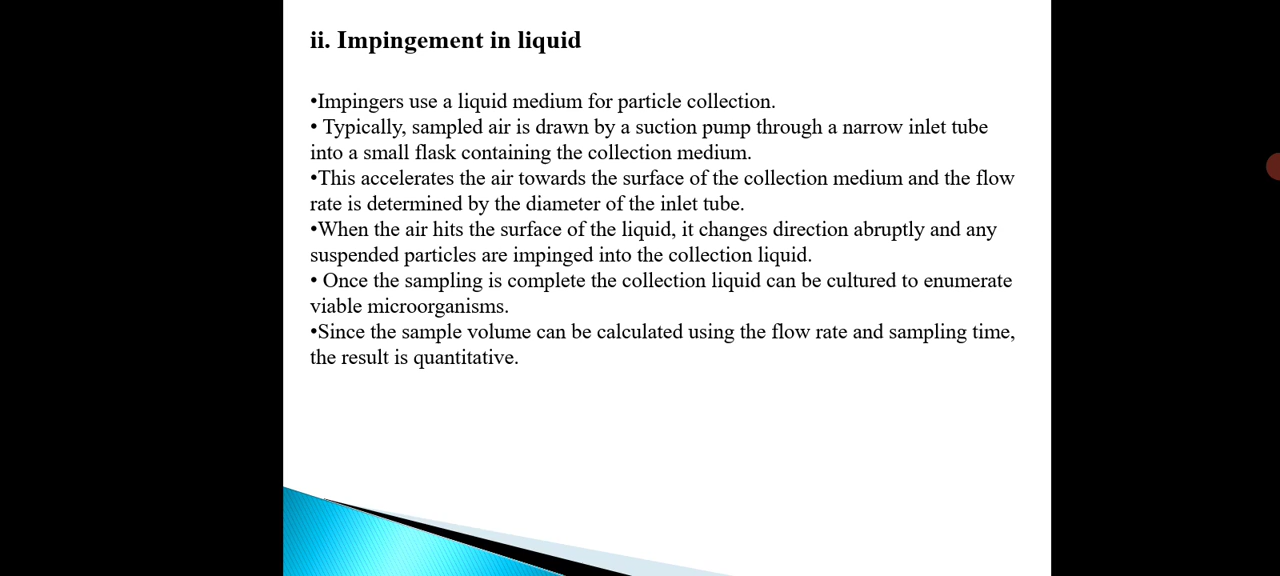 ii. Impingement in liquid
•Impingers use a liquid medium for particle collection.
• Typically, sampled air is drawn by a suction pump through a narrow inlet tube
into a small flask containing the collection medium.
•This accelerates the air towards the surface of the collection medium and the flow
rate is determined by the diameter of the inlet tube.
•When the air hits the surface of the liquid, it changes direction abruptly and any
suspended particles are impinged into the collection liquid.
• Once the sampling is complete the collection liquid can be cultured to enumerate
viable microorganisms.
•Since the sample volume can be calculated using the flow rate and sampling time,
the result is quantitative.